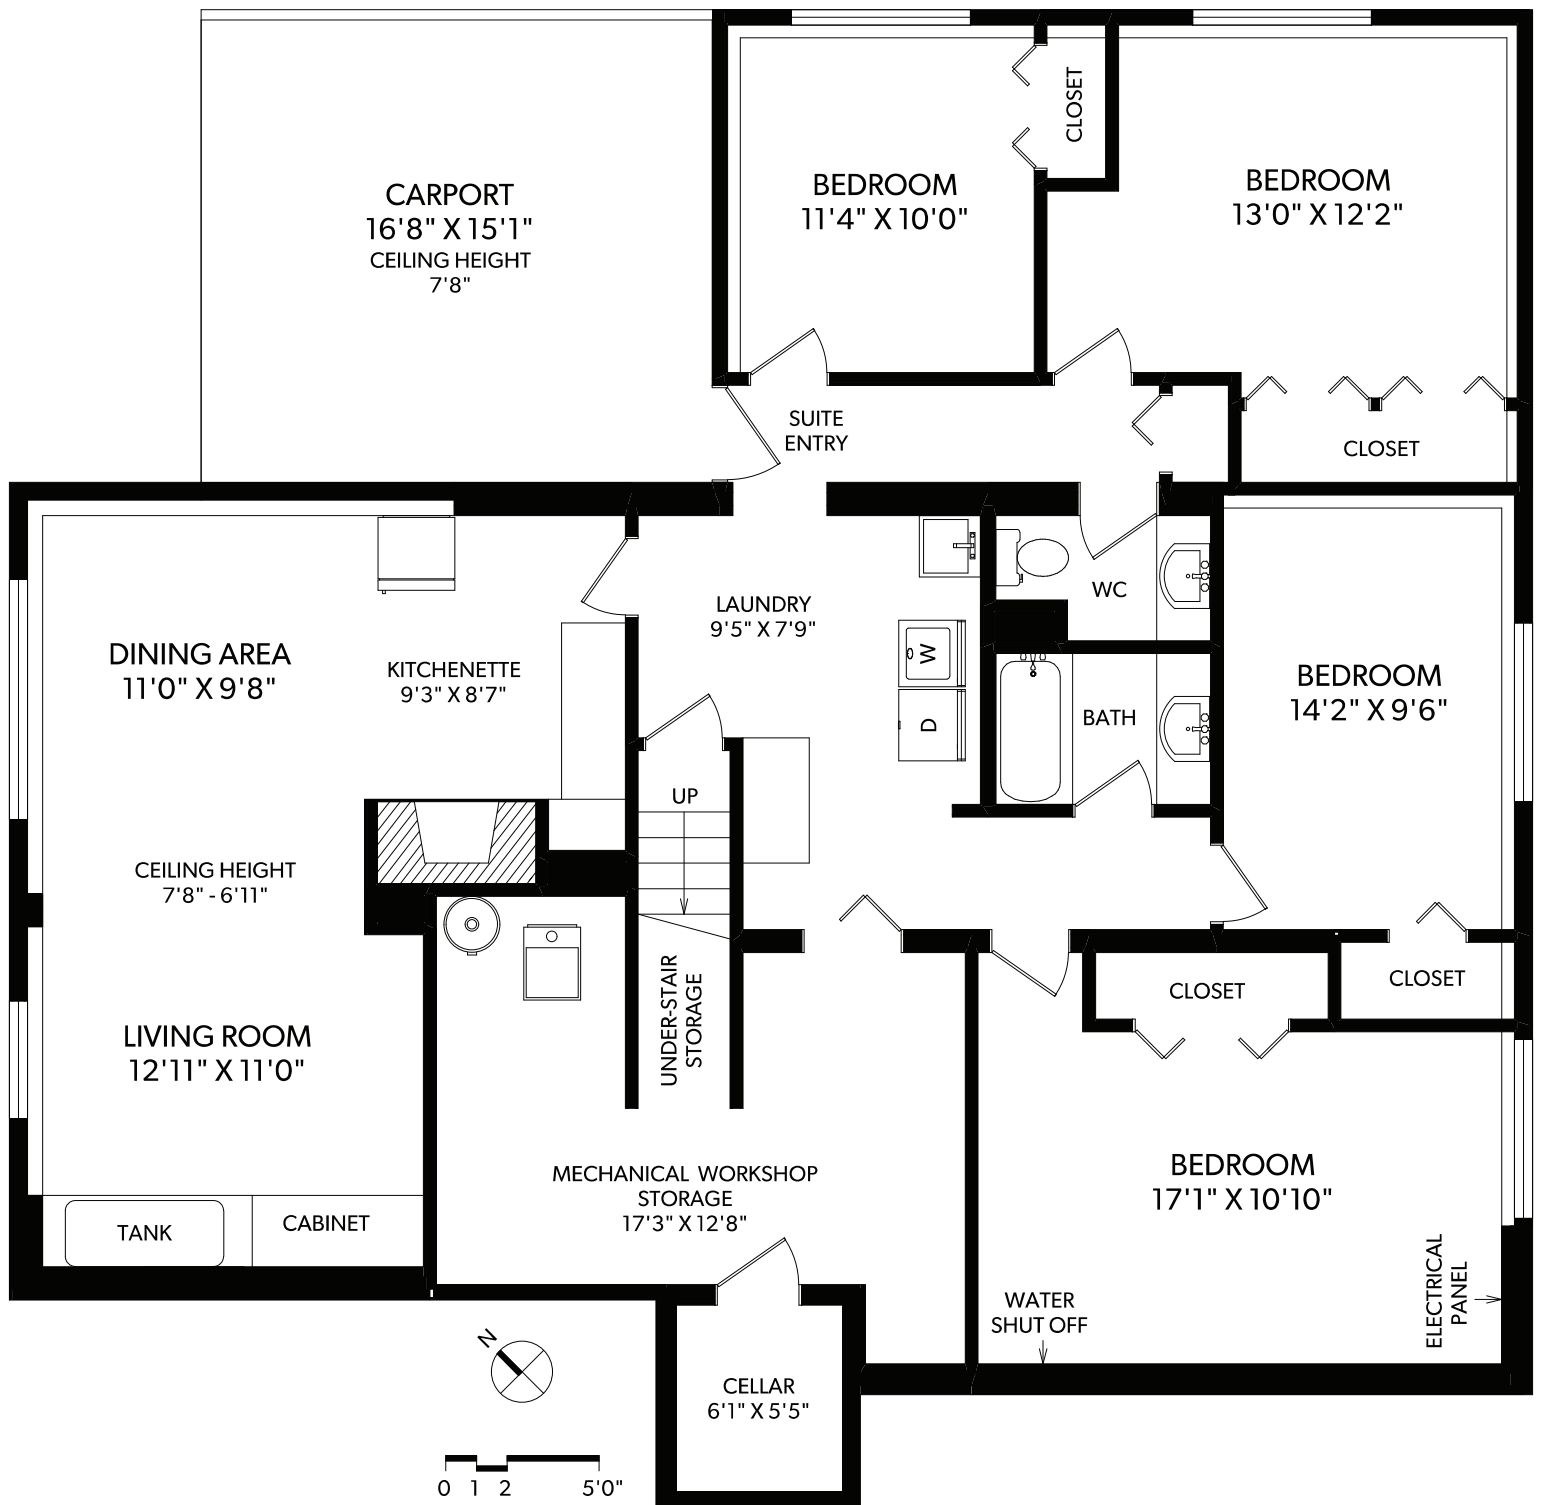 CARPORT
16'8" X 15'1"
CEILING HEIGHT
7'8"
BEDROOM
11'4" X 10'0"
CLOSET
BEDROOM
13'0" X 12'2"
SUITE
ENTRY
CLOSET
DINING AREA
11'0" X 9'8"
KITCHENETTE
9'3" X 8'7"
LAUNDRY
9'5" X 7'9"
W
D
WC
BATH
BEDROOM
14'2" X 9'6"
UP
CEILING HEIGHT
7'8" - 6'11"
LIVING ROOM
12'11" X 11'0"
UNDER-STAIR
STORAGE
CLOSET
CLOSET
MECHANICAL WORKSHOP
STORAGE
17'3" X 12'8"
BEDROOM
17'1" X 10'10"
TANK
CABINET
WATER
SHUT OFF
ELECTRICAL
PANEL
N
CELLAR
6'1" X 5'5"
0 1 2 5'0"